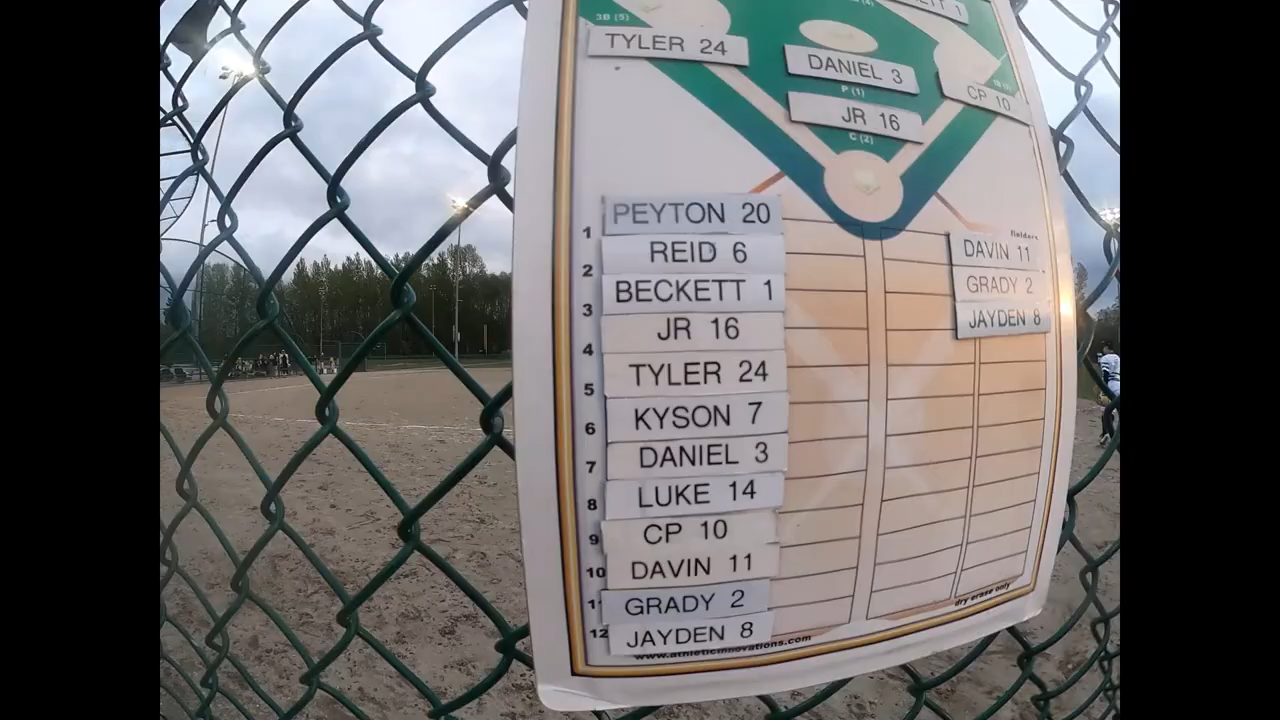 ETT 1
3B (5)
TYLER 24
DANIEL 3
CP 10
P (1)
JR 16
C (2)
1 PEYTON 20
2 REID 6
3 BECKETT 1
4 JR 16
5 TYLER 24
6 KYSON 7
7 DANIEL 3
8 LUKE 14
9 CP 10
10 DAVIN 11
11 GRADY 2
12 JAYDEN 8
fielders
DAVIN 11
GRADY 2
JAYDEN 8
dry erase only
www.athleticinnovations.com